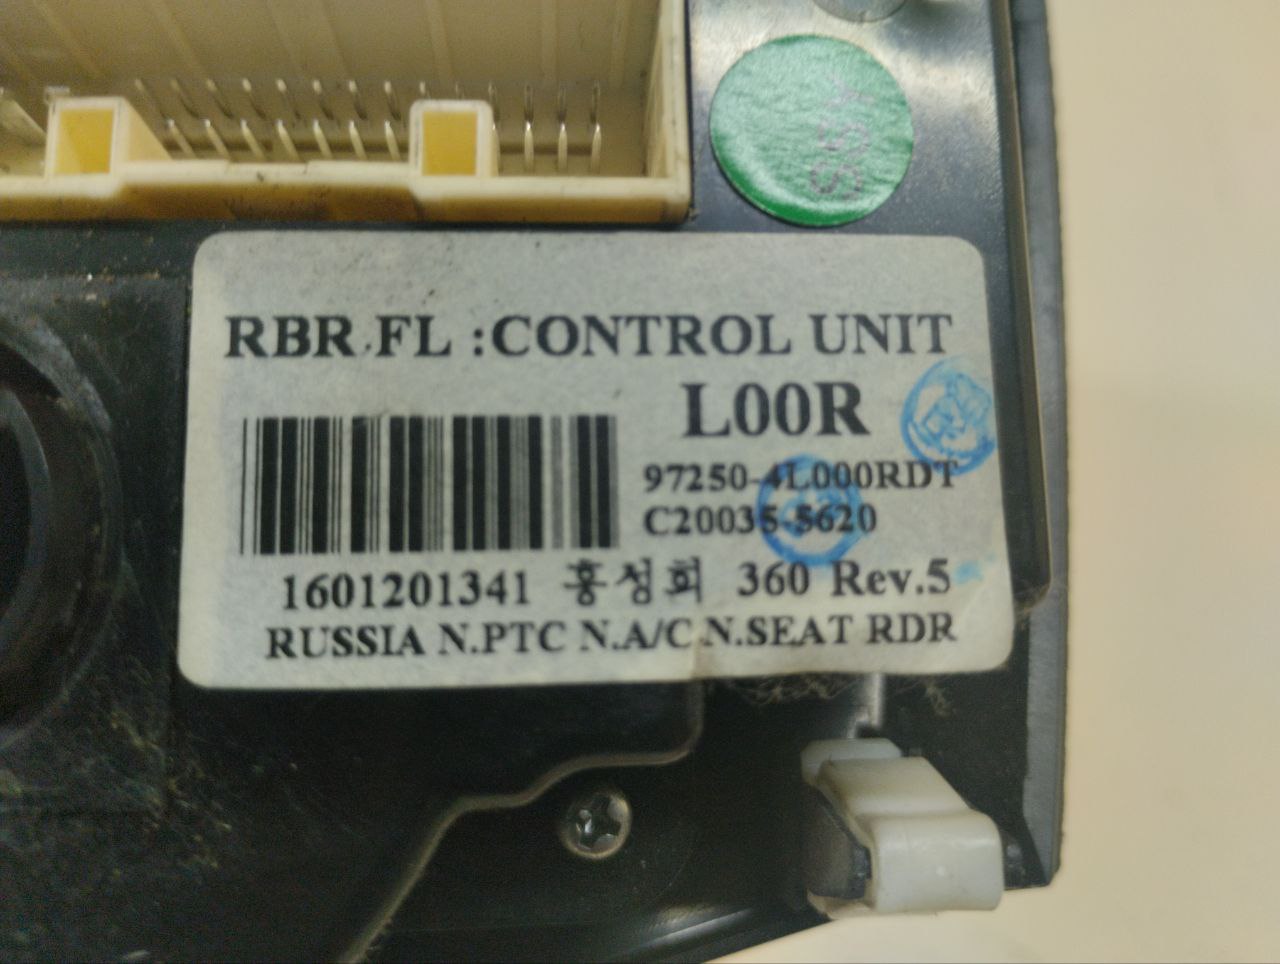 RBR FL :CONTROL UNIT
L00R
97250-4L000RDT
C20035-5620
1601201341 홍성희 360 Rev.5
RUSSIA N.PTC N.A/C N.SEAT RDR